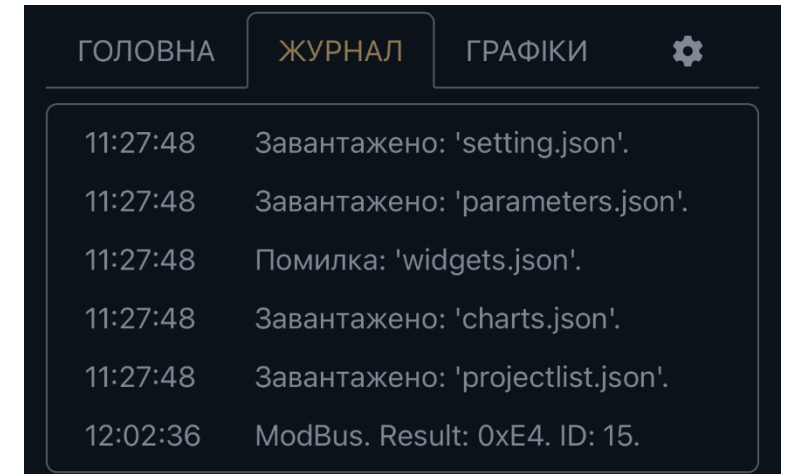 ГОЛОВНА ЖУРНАЛ ГРАФІКИ
11:27:48 Завантажено: 'setting.json'.
11:27:48 Завантажено: 'parameters.json'.
11:27:48 Помилка: 'widgets.json'.
11:27:48 Завантажено: 'charts.json'.
11:27:48 Завантажено: 'projectlist.json'.
12:02:36 ModBus. Result: 0xE4. ID: 15.